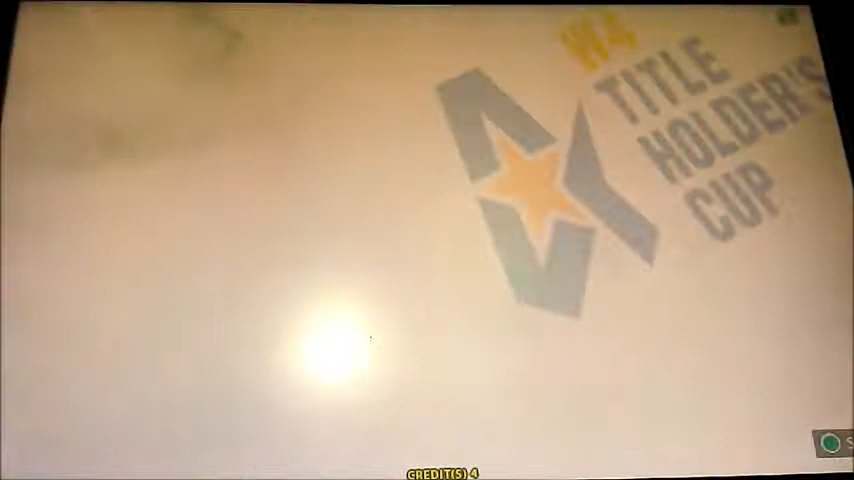 W4
TITLE
HOLDER'S
CUP
CREDIT(S) 4
S